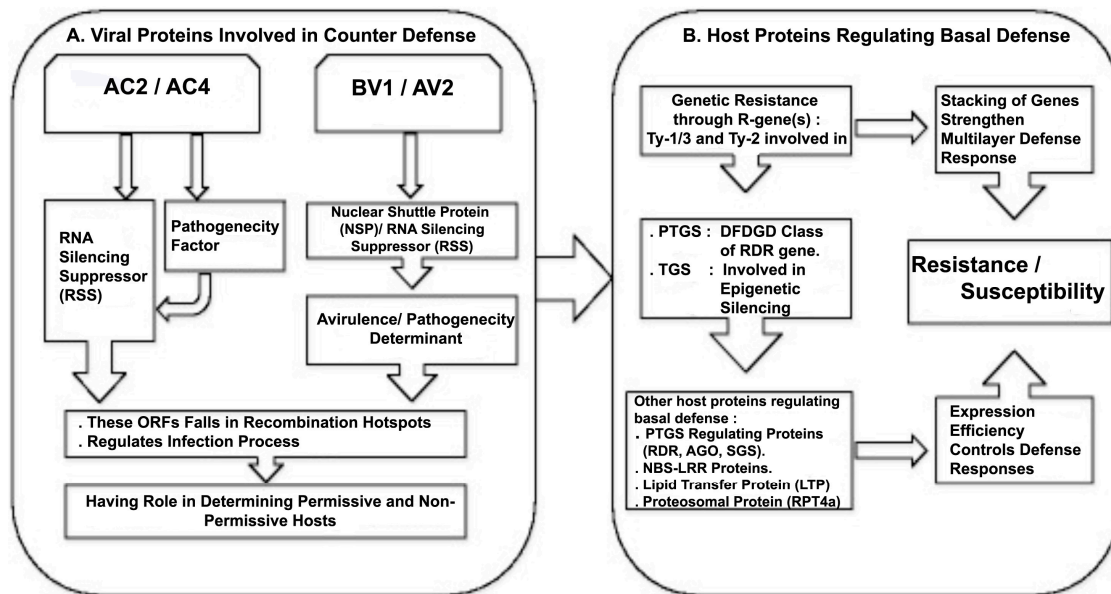 A. Viral Proteins Involved in Counter Defense
AC2 / AC4
BV1 / AV2
RNA
Silencing
Suppressor
(RSS)
Pathogenecity
Factor
Nuclear Shuttle Protein
(NSP)/ RNA Silencing
Suppressor (RSS)
Avirulence/ Pathogenecity
Determinant
. These ORFs Falls in Recombination Hotspots
. Regulates Infection Process
Having Role in Determining Permissive and Non-
Permissive Hosts
B. Host Proteins Regulating Basal Defense
Genetic Resistance
through R-gene(s) :
Ty-1/3 and Ty-2 involved in
Stacking of Genes
Strengthen
Multilayer Defense
Response
. PTGS : DFDGD Class
of RDR gene.
. TGS : Involved in
Epigenetic
Silencing
Resistance /
Susceptibility
Other host proteins regulating
basal defense :
. PTGS Regulating Proteins
(RDR, AGO, SGS).
. NBS-LRR Proteins.
. Lipid Transfer Protein (LTP)
. Proteosomal Protein (RPT4a)
Expression
Efficiency
Controls Defense
Responses